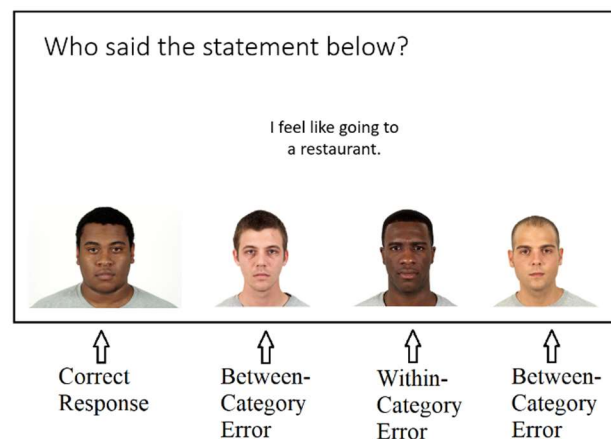 Who said the statement below?
I feel like going to
a restaurant.
Correct
Response
Between-
Category
Error
Within-
Category
Error
Between-
Category
Error